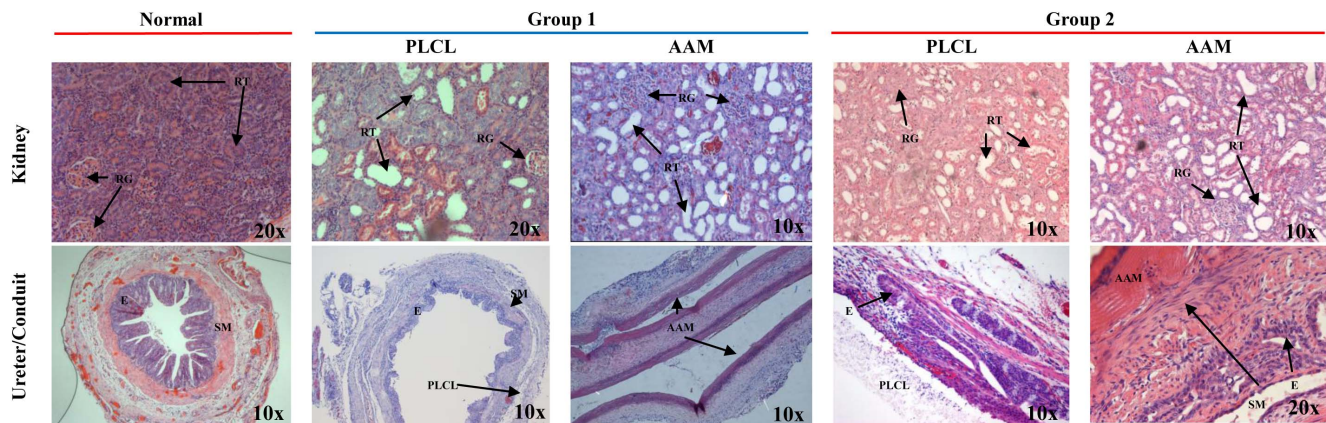 Normal
Group 1
Group 2
PLCL
AAM
PLCL
AAM
Kidney
RT
RG
20x
RT
RG
20x
RG
RT
10x
RG
RT
10x
RT
RG
10x
Ureter/Conduit
E
SM
10x
E
SM
PLCL
10x
AAM
10x
E
PLCL
10x
AAM
E
SM
20x